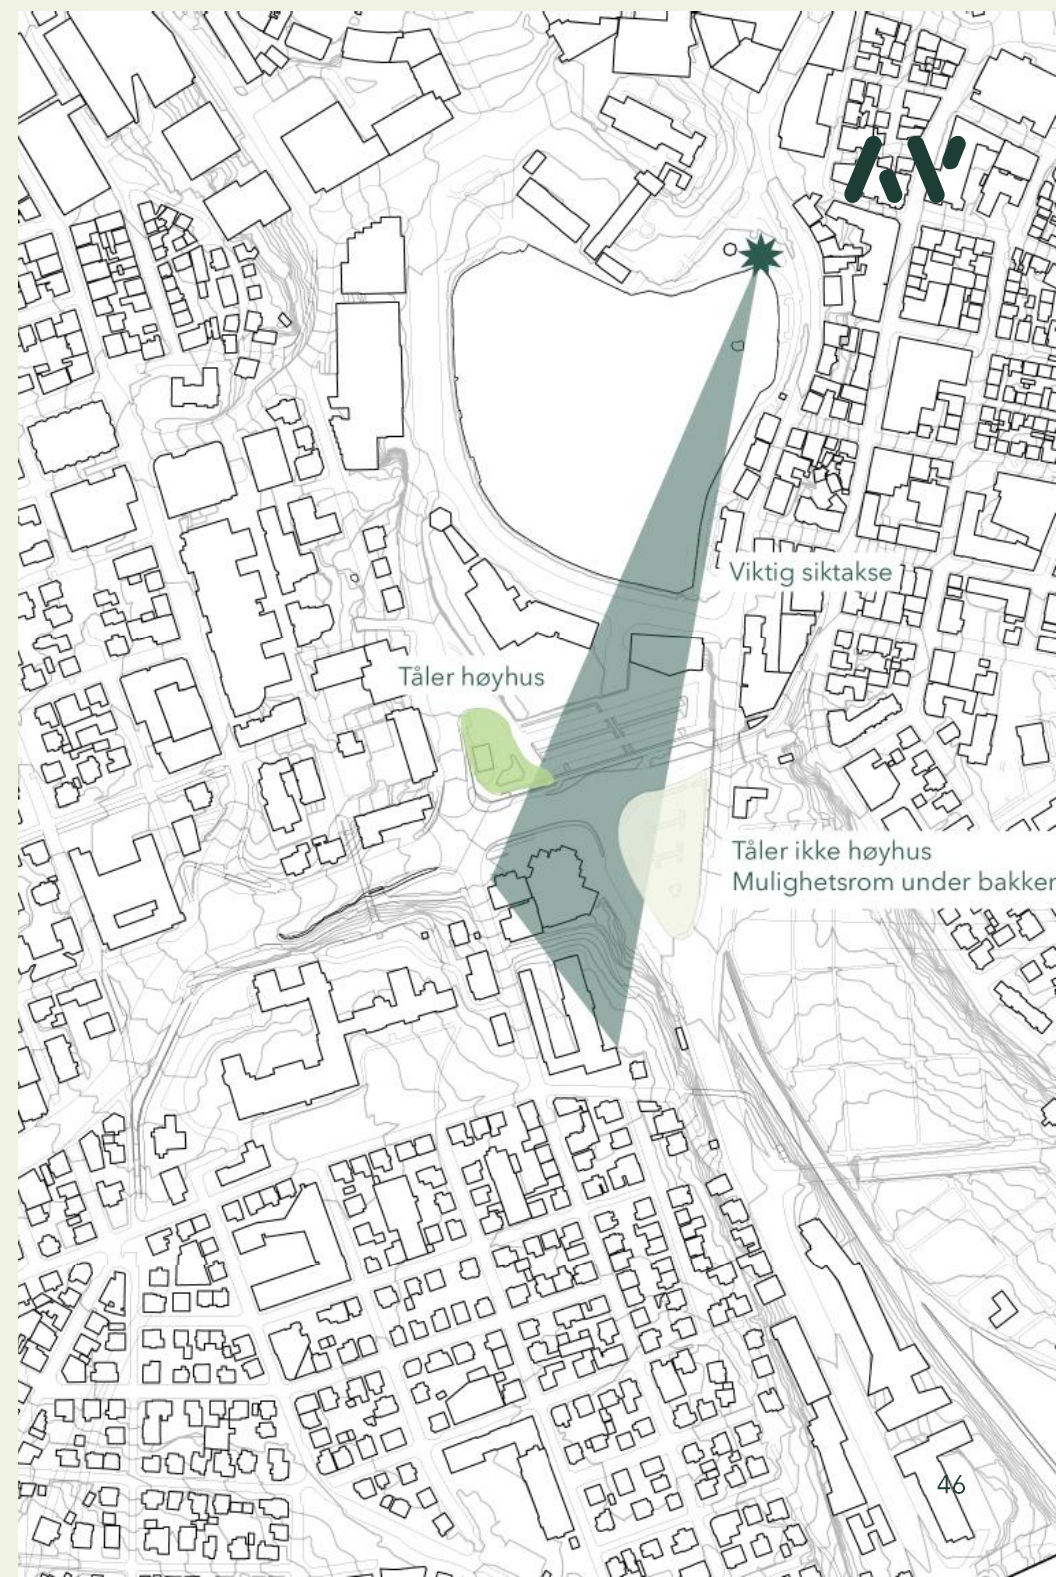 Viktig siktakse
Tåler høyhus
Tåler ikke høyhus
Mulighetsrom under bakken
46